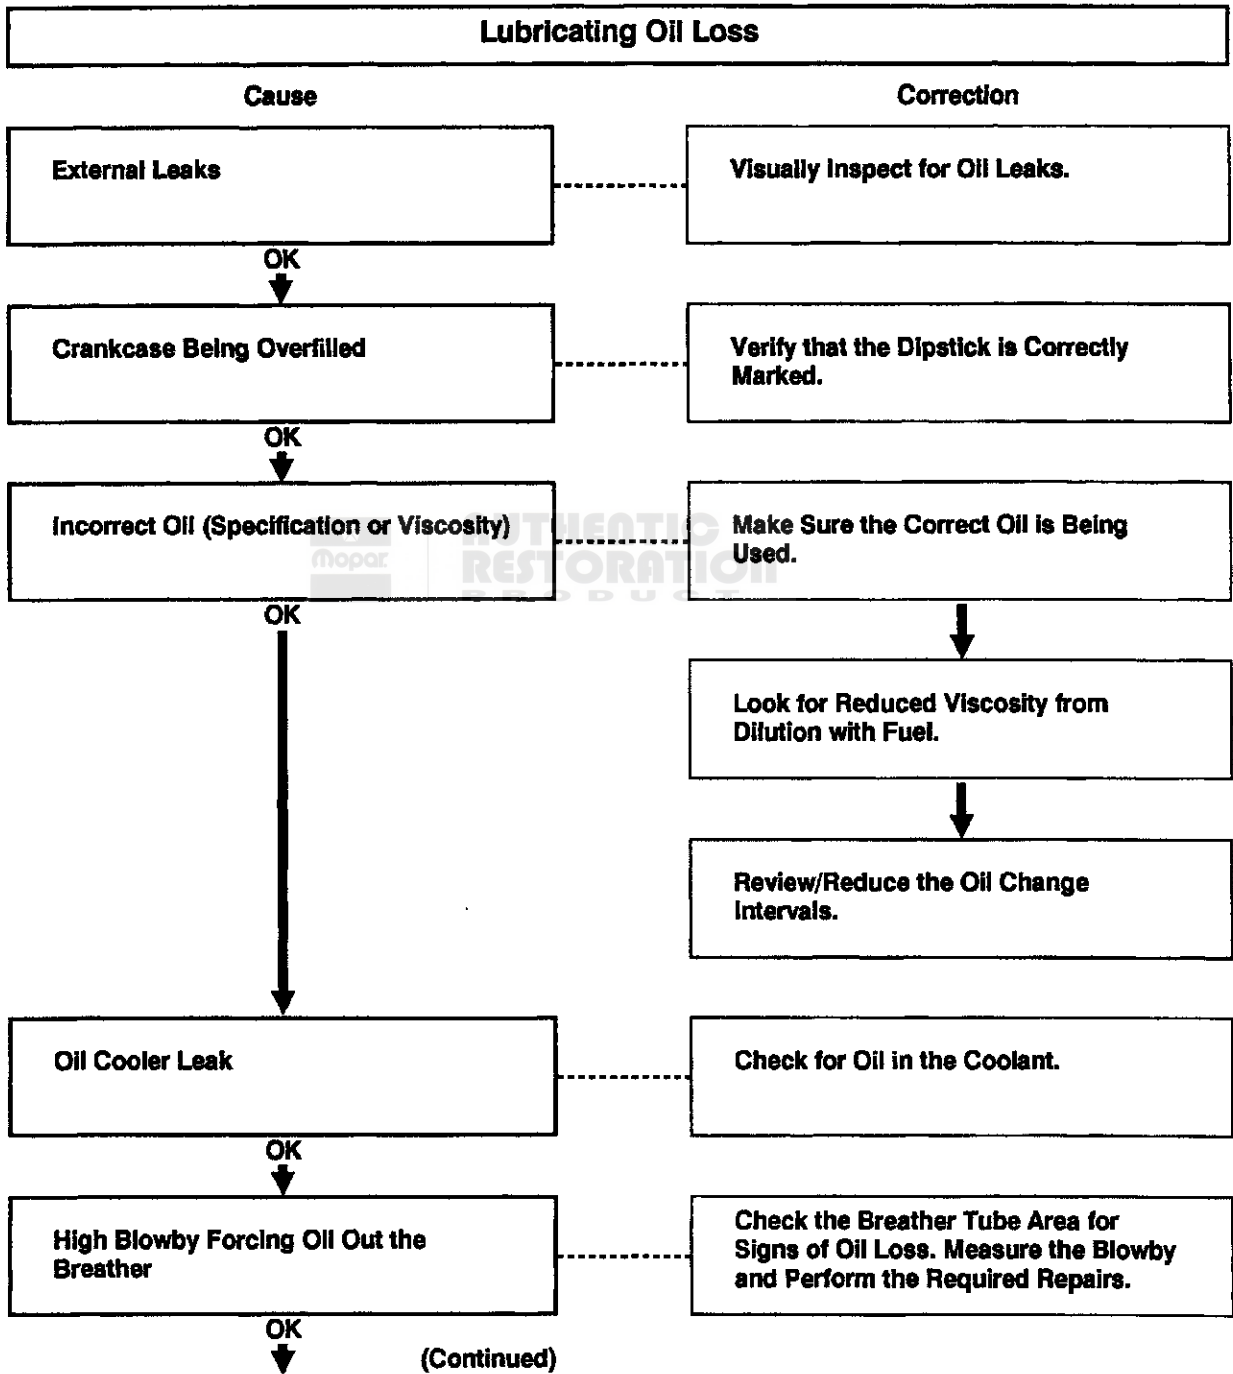 Lubricating Oil Loss
Cause
Correction
External Leaks
Visually Inspect for Oil Leaks.
OK
Crankcase Being Overfilled
Verify that the Dipstick is Correctly
Marked.
OK
Incorrect Oil (Specification or Viscosity)
Make Sure the Correct Oil is Being
Used.
Mopar
AUTHENTIC
RESTORATION
PRODUCT
OK
Look for Reduced Viscosity from
Dilution with Fuel.
Review/Reduce the Oil Change
Intervals.
Oil Cooler Leak
Check for Oil in the Coolant.
OK
High Blowby Forcing Oil Out the
Breather
Check the Breather Tube Area for
Signs of Oil Loss. Measure the Blowby
and Perform the Required Repairs.
OK
(Continued)